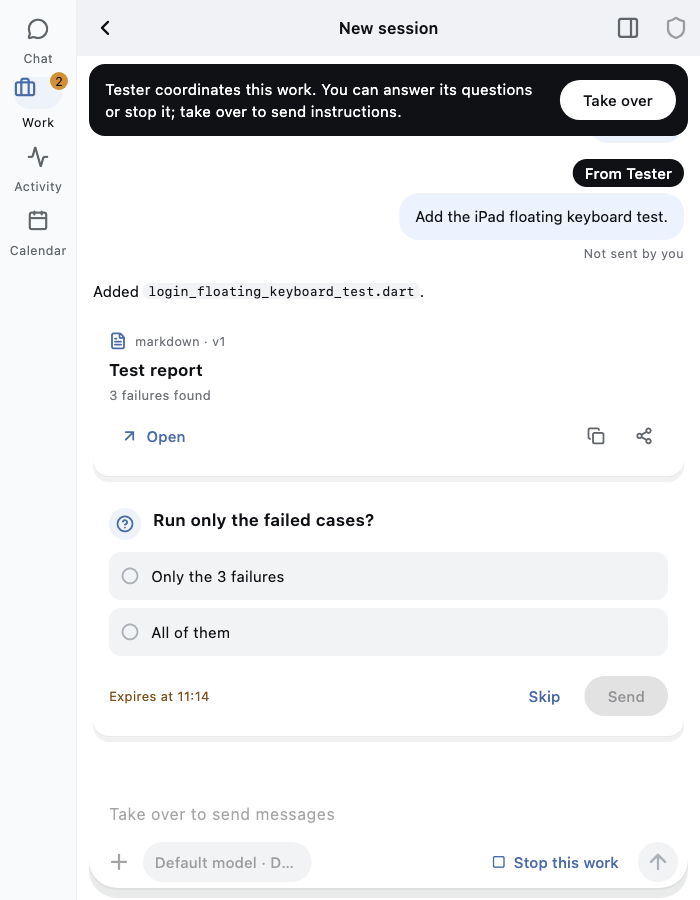 New session
Chat
2
Work
Activity
Calendar
Tester coordinates this work. You can answer its questions
or stop it; take over to send instructions.
Take over
From Tester
Add the iPad floating keyboard test.
Not sent by you
Added login_floating_keyboard_test.dart.
markdown · v1
Test report
3 failures found
Open
Run only the failed cases?
Only the 3 failures
All of them
Expires at 11:14
Skip
Send
Take over to send messages
Default model · D...
Stop this work